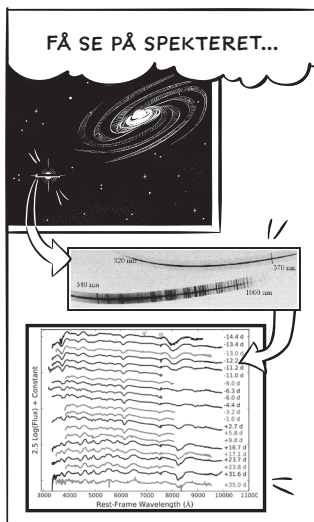 FÅ SE PÅ SPEKTERET...
320 nm
570 nm
340 nm
1000 nm
2.5 Log(Flux) + Constant
-14.4 d
-13.4 d
-13.0 d
-12.2 d
-11.2 d
-11.0 d
-9.0 d
-6.3 d
-6.0 d
-4.4 d
-3.2 d
-1.0 d
+2.7 d
+5.8 d
+9.8 d
+16.7 d
+17.1 d
+23.7 d
+23.8 d
+31.6 d
+35.0 d
3000 4000 5000 6000 7000 8000 9000 10000 1100
Rest-Frame Wavelength (Å)